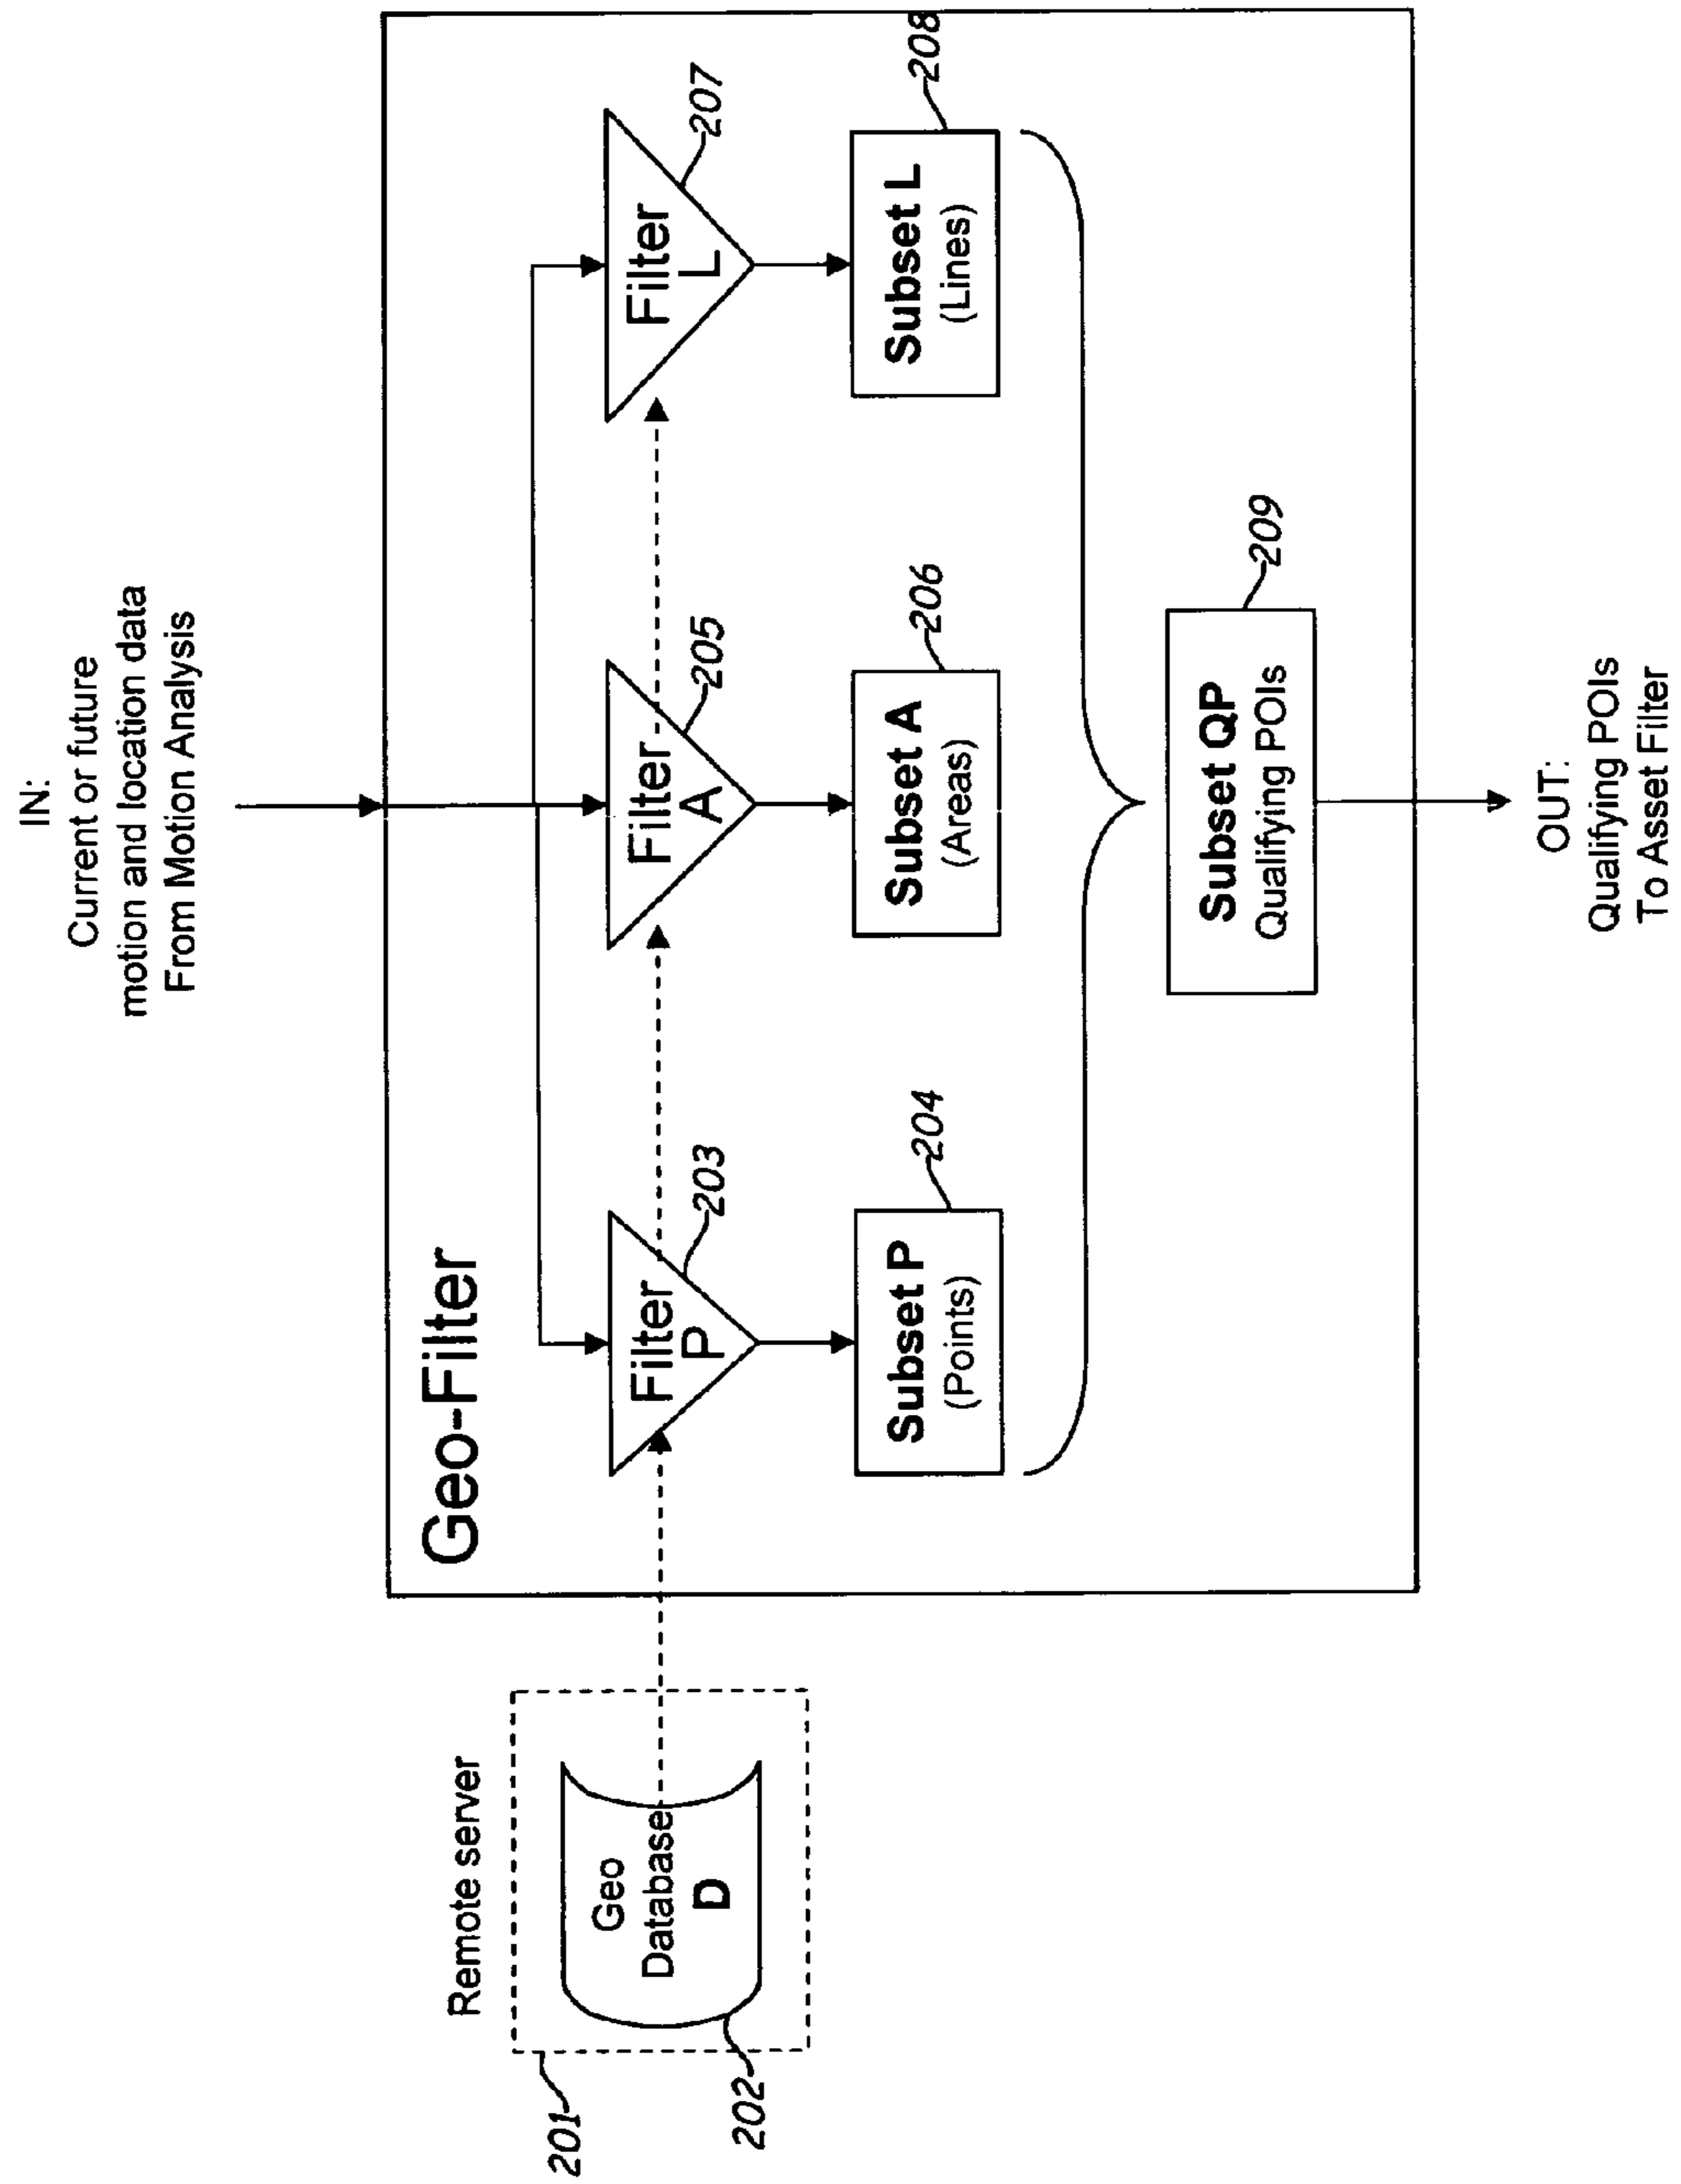 IN:
Current or future
motion and location data
From Motion Analysis
Geo-Filter
Remote server
201
Geo
Database
D
202
Filter
P
203
Filter
A
205
Filter
L
207
Subset P
(Points)
204
Subset A
(Areas)
206
Subset L
(Lines)
208
Subset QP
Qualifying POIs
209
OUT:
Qualifying POIs
To Asset Filter